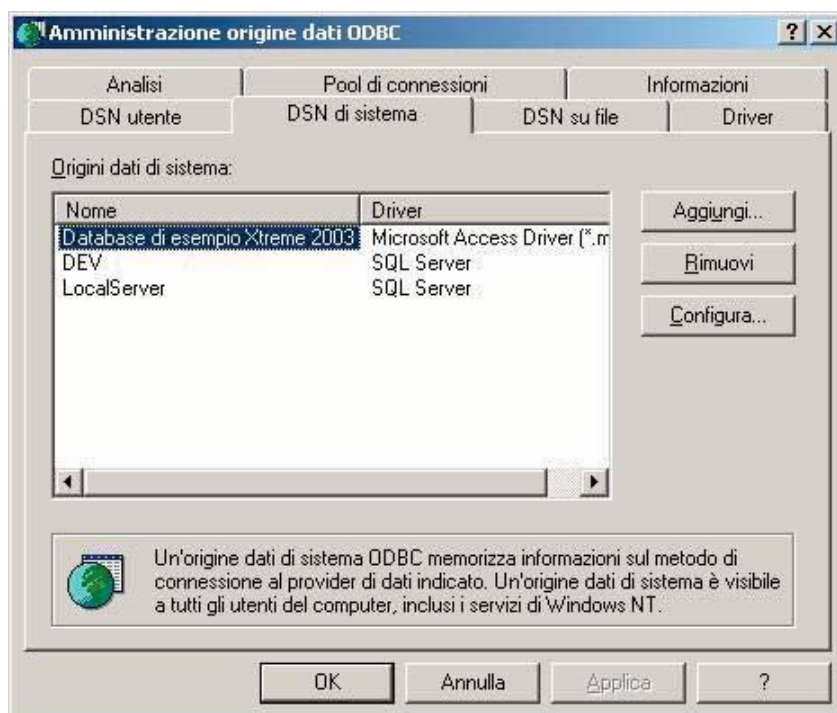 Amministrazione origine dati ODBC
? X
Analisi Pool di connessioni Informazioni
DSN utente DSN di sistema DSN su file Driver
Origini dati di sistema:
Nome Driver
Database di esempio Xtreme 2003 Microsoft Access Driver (*.m
DEV SQL Server
LocalServer SQL Server
Aggiungi...
Rimuovi
Configura...
Un'origine dati di sistema ODBC memorizza informazioni sul metodo di
connessione al provider di dati indicato. Un'origine dati di sistema è visibile
a tutti gli utenti del computer, inclusi i servizi di Windows NT.
OK Annulla Applica ?